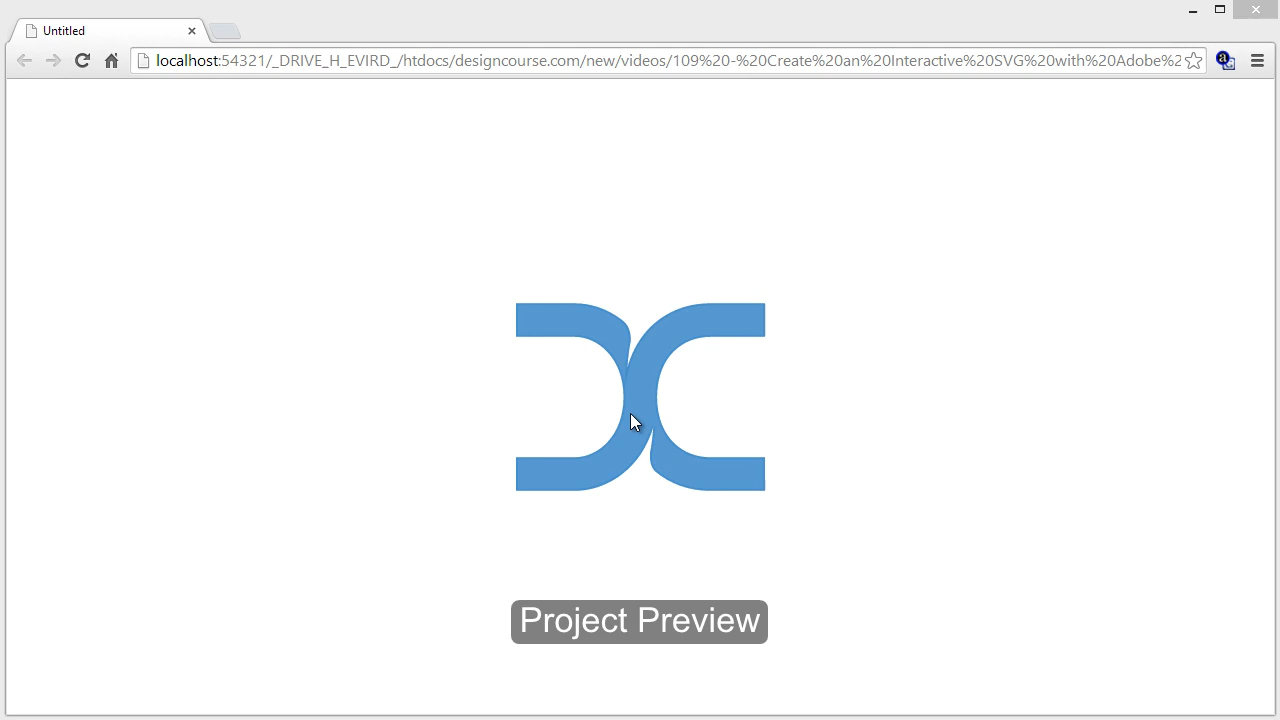 Untitled
localhost:54321/_DRIVE_H_EVIRD_/htdocs/designcourse.com/new/videos/109%20-%20Create%20an%20Interactive%20SVG%20with%20Adobe%2
a
Project Preview